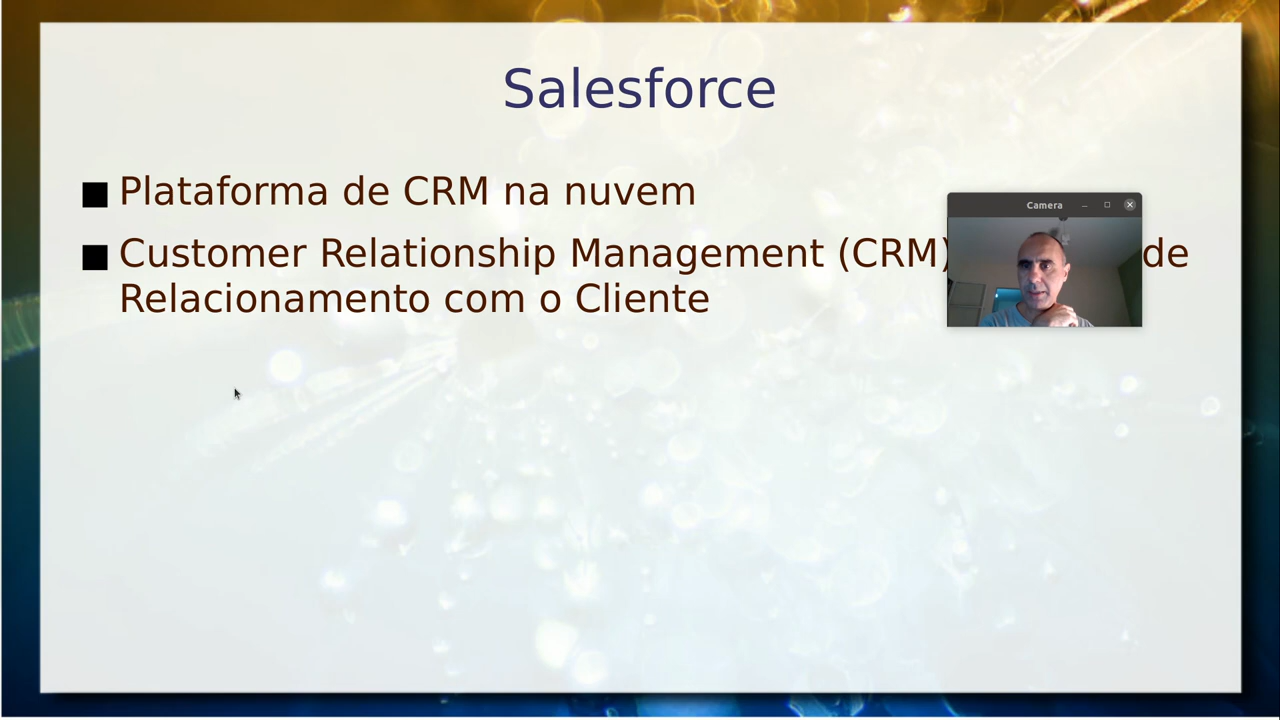 Salesforce
Plataforma de CRM na nuvem
Camera
Customer Relationship Management (CRM) de
Relacionamento com o Cliente